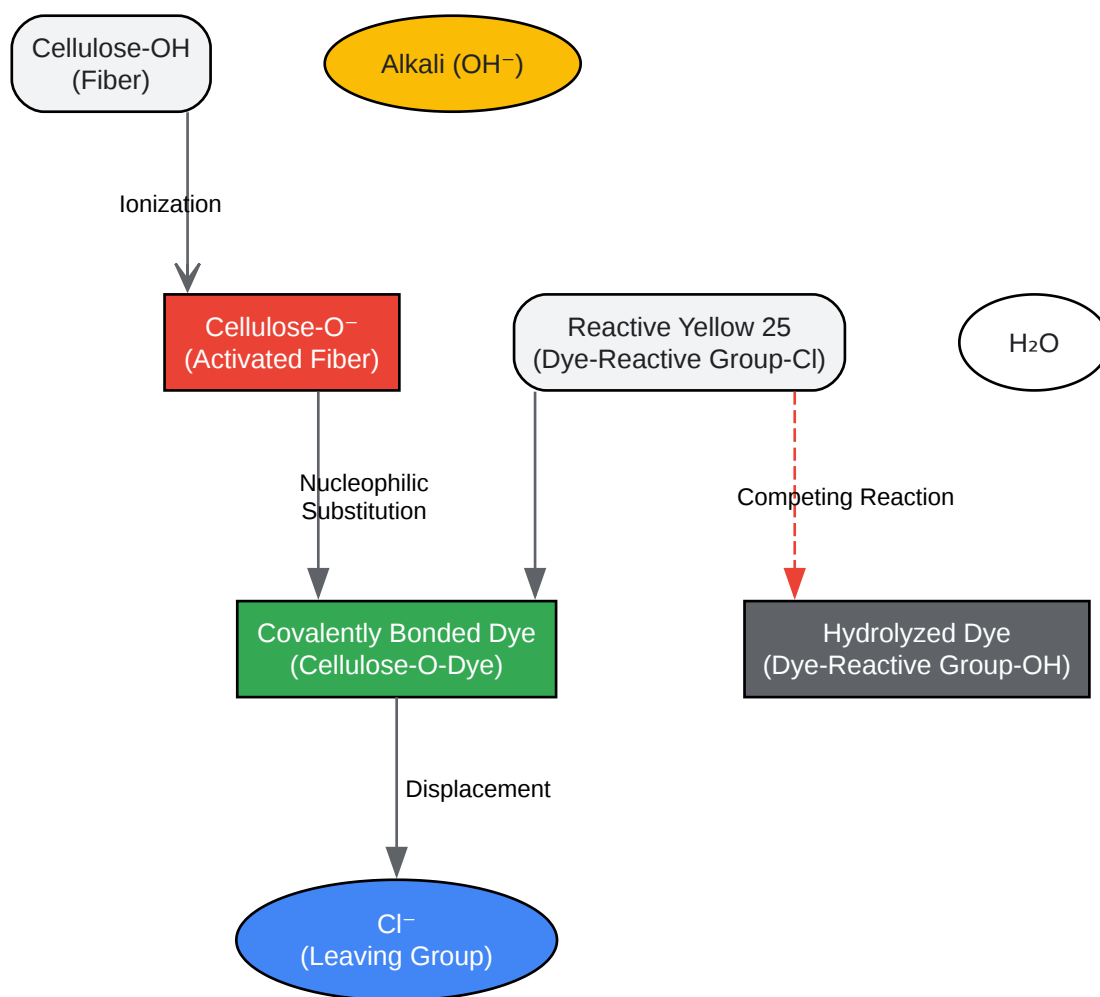 Cellulose-OH
(Fiber)
Alkali (OH⁻)
Ionization
Cellulose-O⁻
(Activated Fiber)
Reactive Yellow 25
(Dye-Reactive Group-Cl)
H₂O
Nucleophilic
Substitution
Competing Reaction
Covalently Bonded Dye
(Cellulose-O-Dye)
Hydrolyzed Dye
(Dye-Reactive Group-OH)
Displacement
Cl⁻
(Leaving Group)